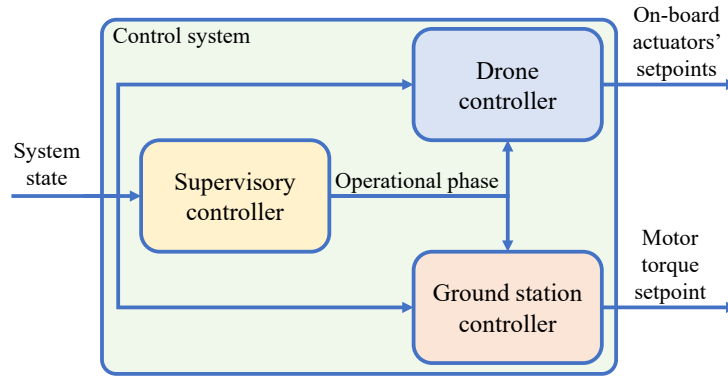 Control system
On-board
actuators’
setpoints
Drone
controller
System
state
Supervisory
controller
Operational phase
Motor
torque
setpoint
Ground station
controller